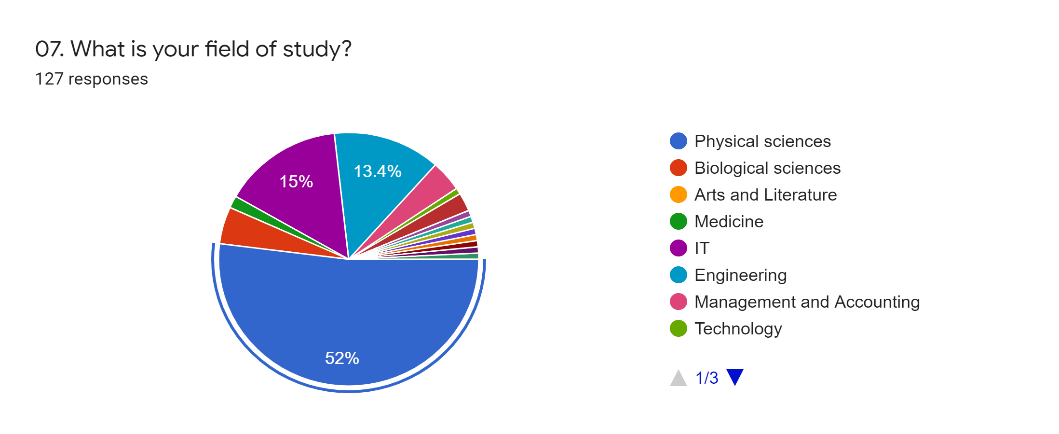 07. What is your field of study?
127 responses
15%
13.4%
52%
Physical sciences
Biological sciences
Arts and Literature
Medicine
IT
Engineering
Management and Accounting
Technology
1/3